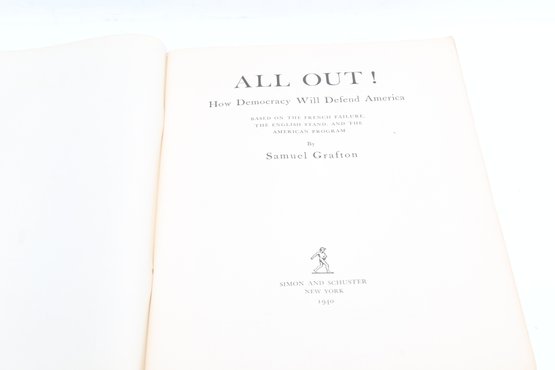 ALL OUT!
How Democracy Will Defend America
BASED ON THE FRENCH FAILURE,
THE ENGLISH STAND, AND THE
AMERICAN PROGRAM
By
Samuel Grafton
SIMON AND SCHUSTER
NEW YORK
1940